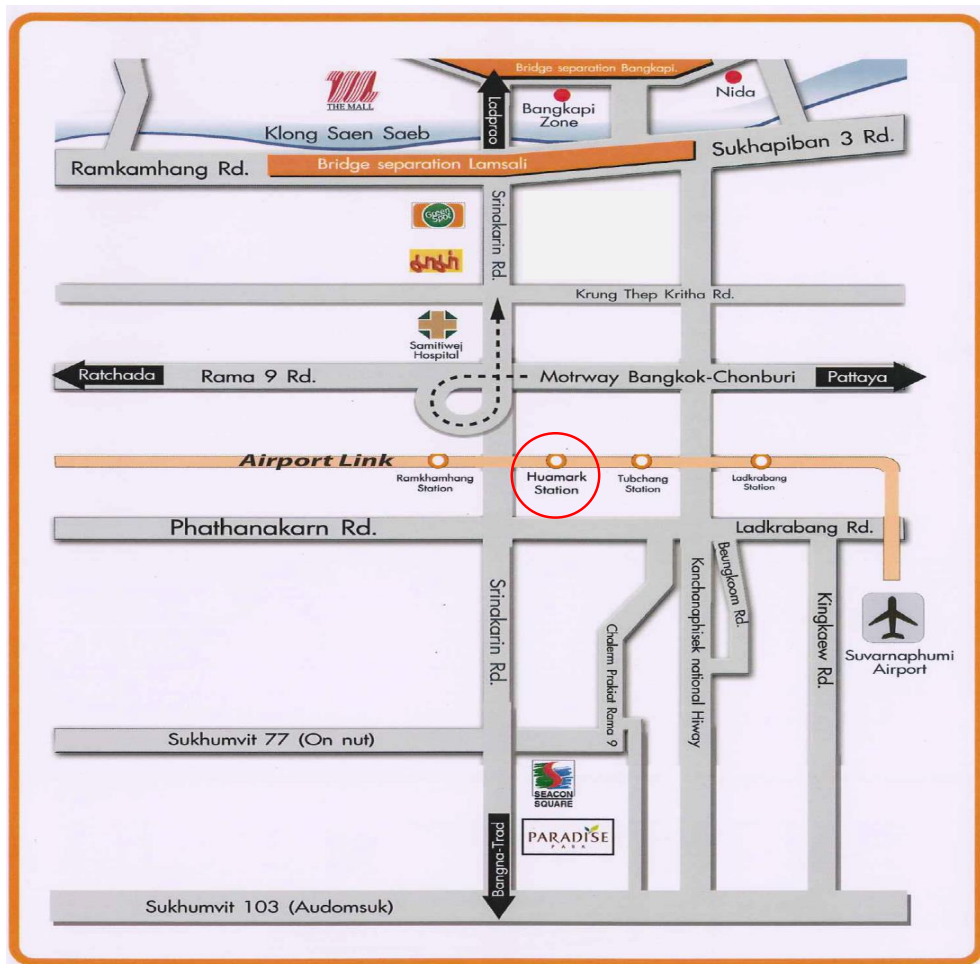 Bridge separation Bangkapi.
THE MALL
Ladprao
Bangkapi
Zone
Nida
Klong Saen Saeb
Sukhapiban 3 Rd.
Ramkamhang Rd.
Bridge separation Lamsali
Green
Spot
Srinakarin Rd.
Krung Thep Kritha Rd.
Samitiwej
Hospital
Ratchada
Rama 9 Rd.
Motrway Bangkok-Chonburi
Pattaya
Airport Link
Ramkhamhang
Station
Huamark
Station
Tubchang
Station
Ladkrabang
Station
Phathanakarn Rd.
Ladkrabang Rd.
Srinakarin Rd.
Chalerm Prakiat Rama 9
Kanchanaphisek national Hiway
Beungkoom Rd.
Kingkaew Rd.
Suvarnaphumi
Airport
Sukhumvit 77 (On nut)
SEACON
SQUARE
PARADISE
PARK
Bangna-Trad
Sukhumvit 103 (Audomsuk)